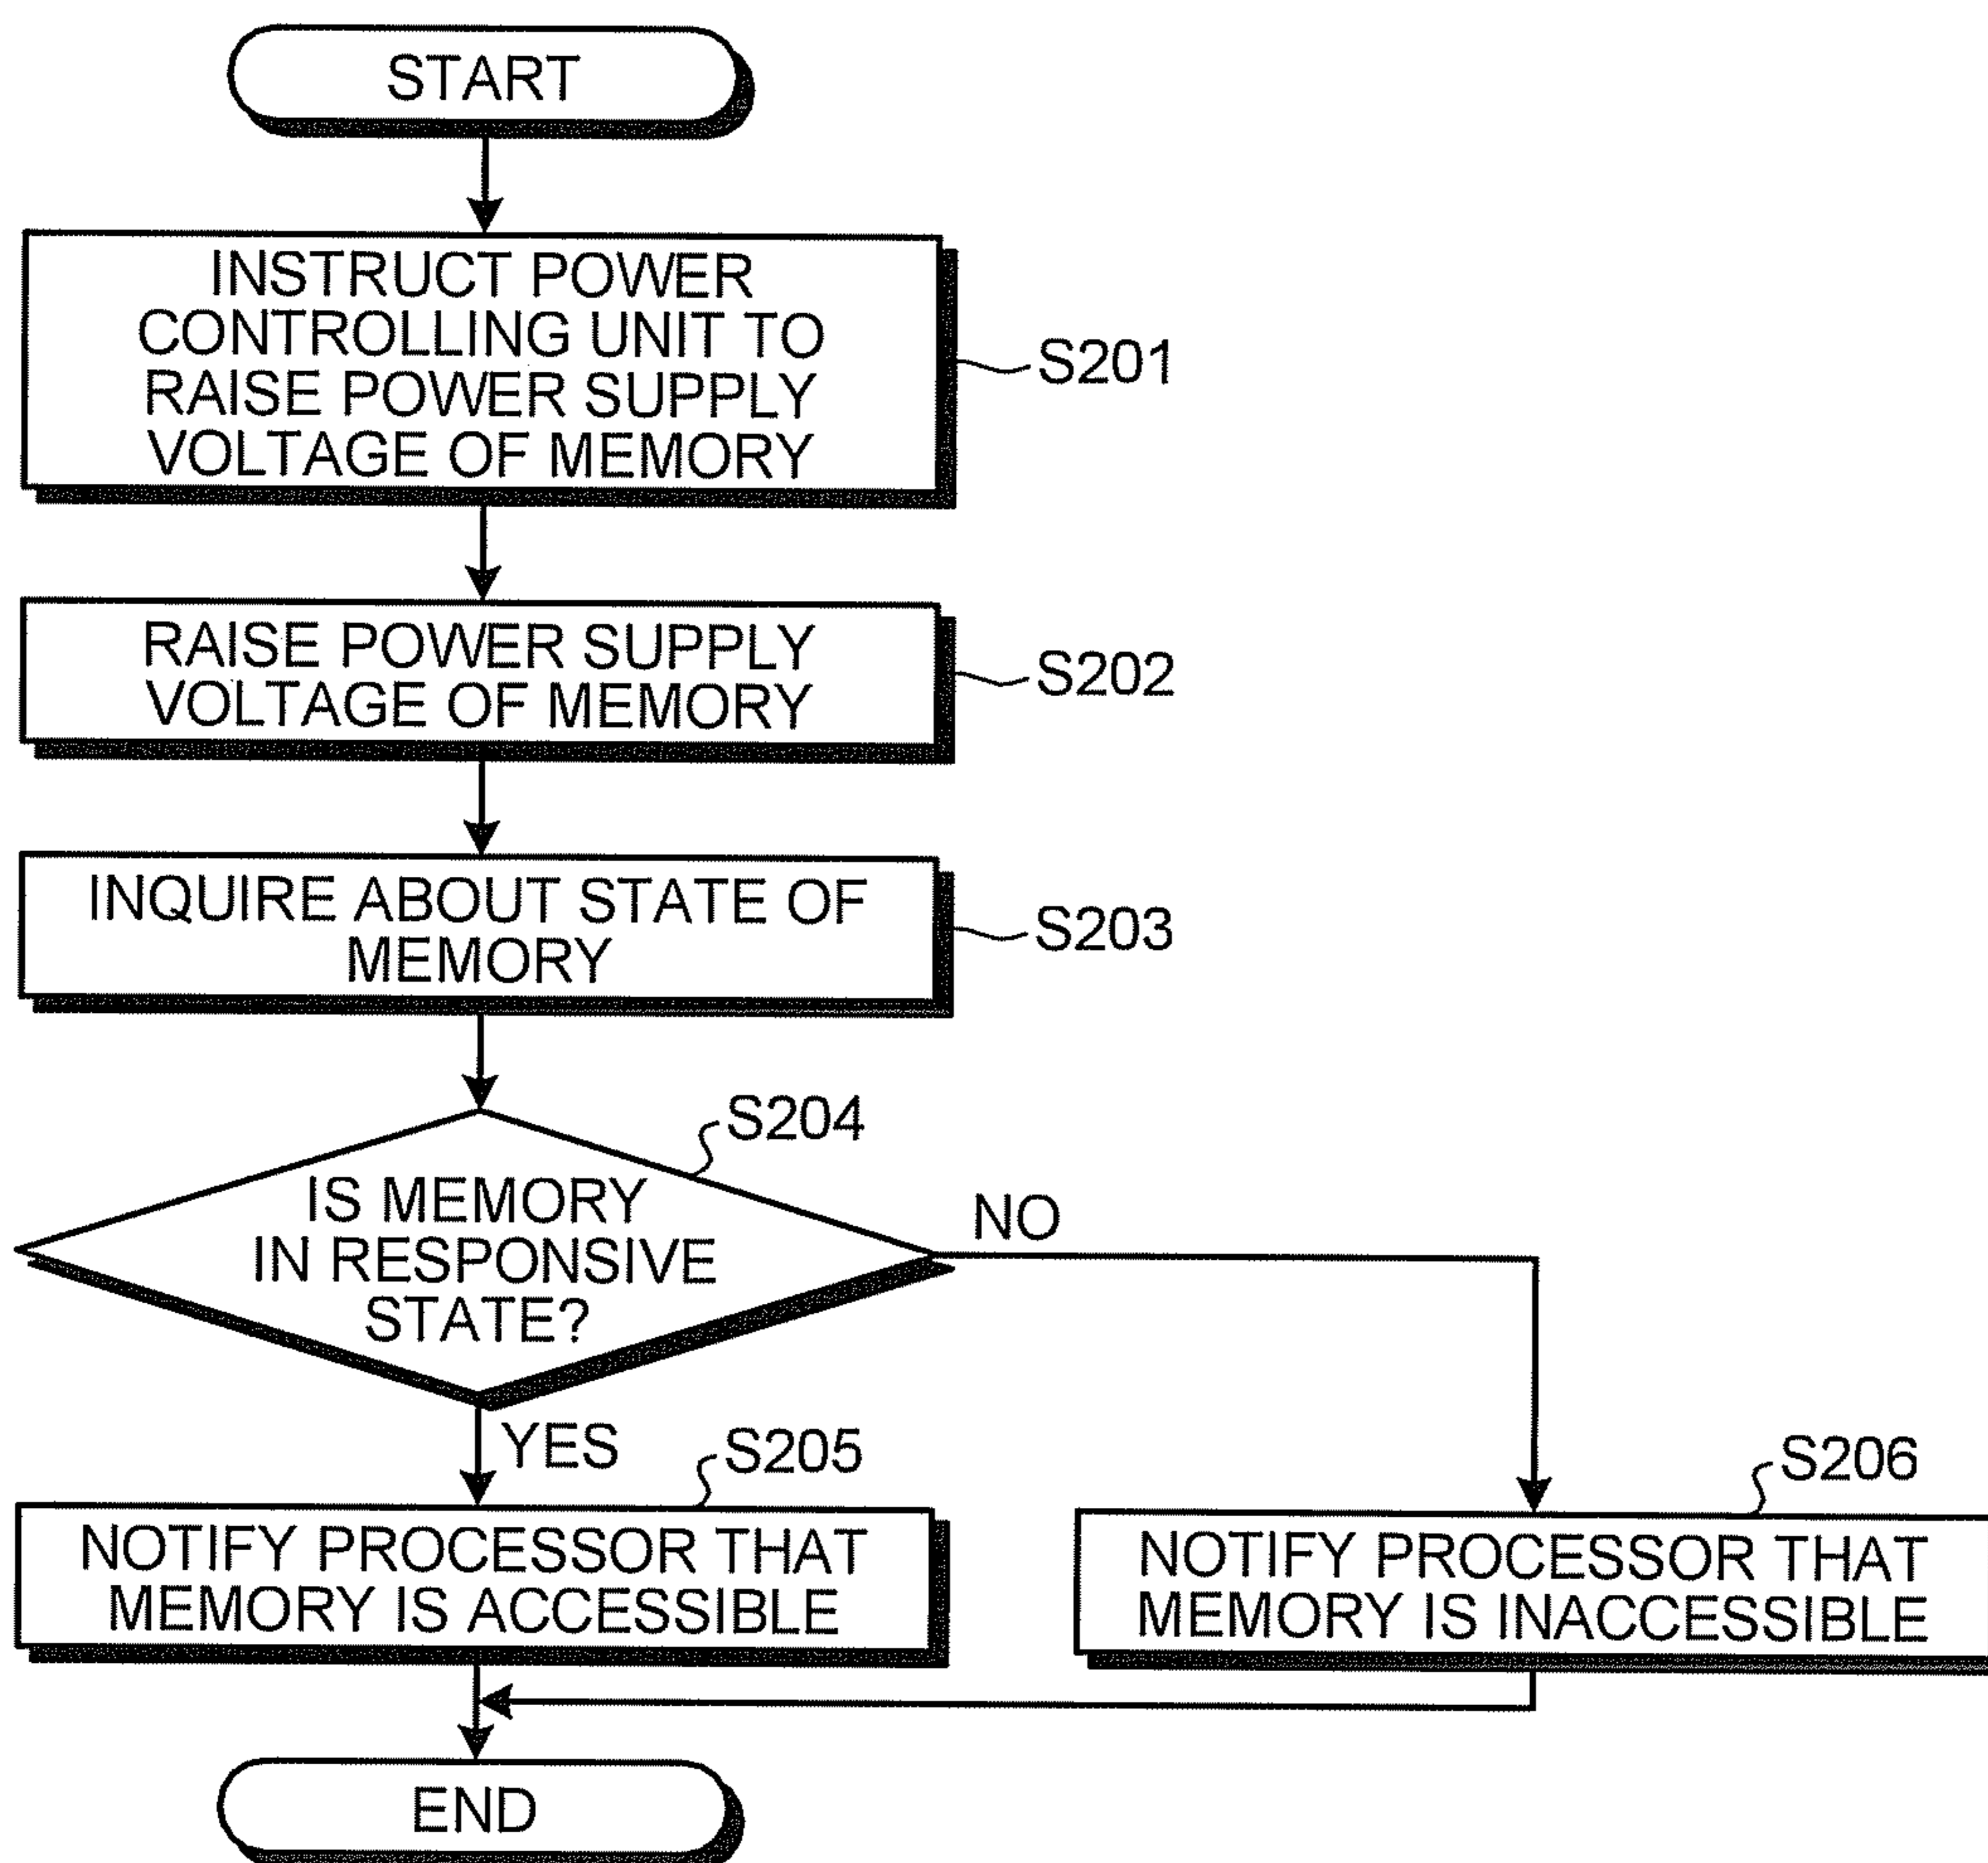 START
INSTRUCT POWER
CONTROLLING UNIT TO
RAISE POWER SUPPLY
VOLTAGE OF MEMORY
S201
RAISE POWER SUPPLY
VOLTAGE OF MEMORY
S202
INQUIRE ABOUT STATE OF
MEMORY
S203
S204
IS MEMORY
IN RESPONSIVE
STATE?
NO
YES
S205
NOTIFY PROCESSOR THAT
MEMORY IS ACCESSIBLE
S206
NOTIFY PROCESSOR THAT
MEMORY IS INACCESSIBLE
END